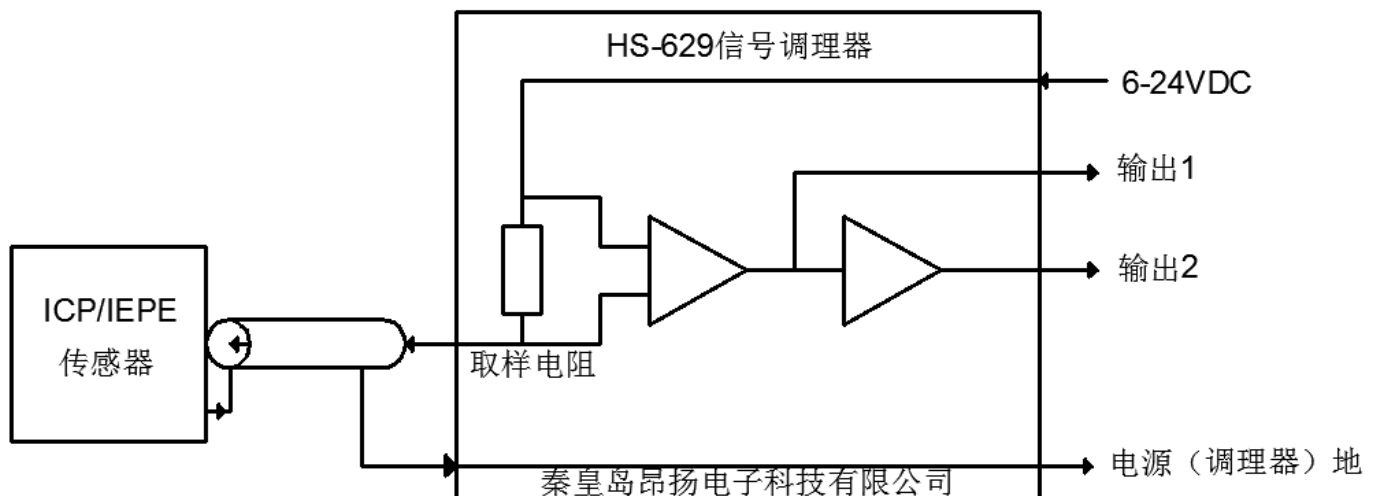 HS-629信号调理器
6-24VDC
输出1
输出2
ICP/IEPE
传感器
取样电阻
电源（调理器）地
秦皇岛昂扬电子科技有限公司